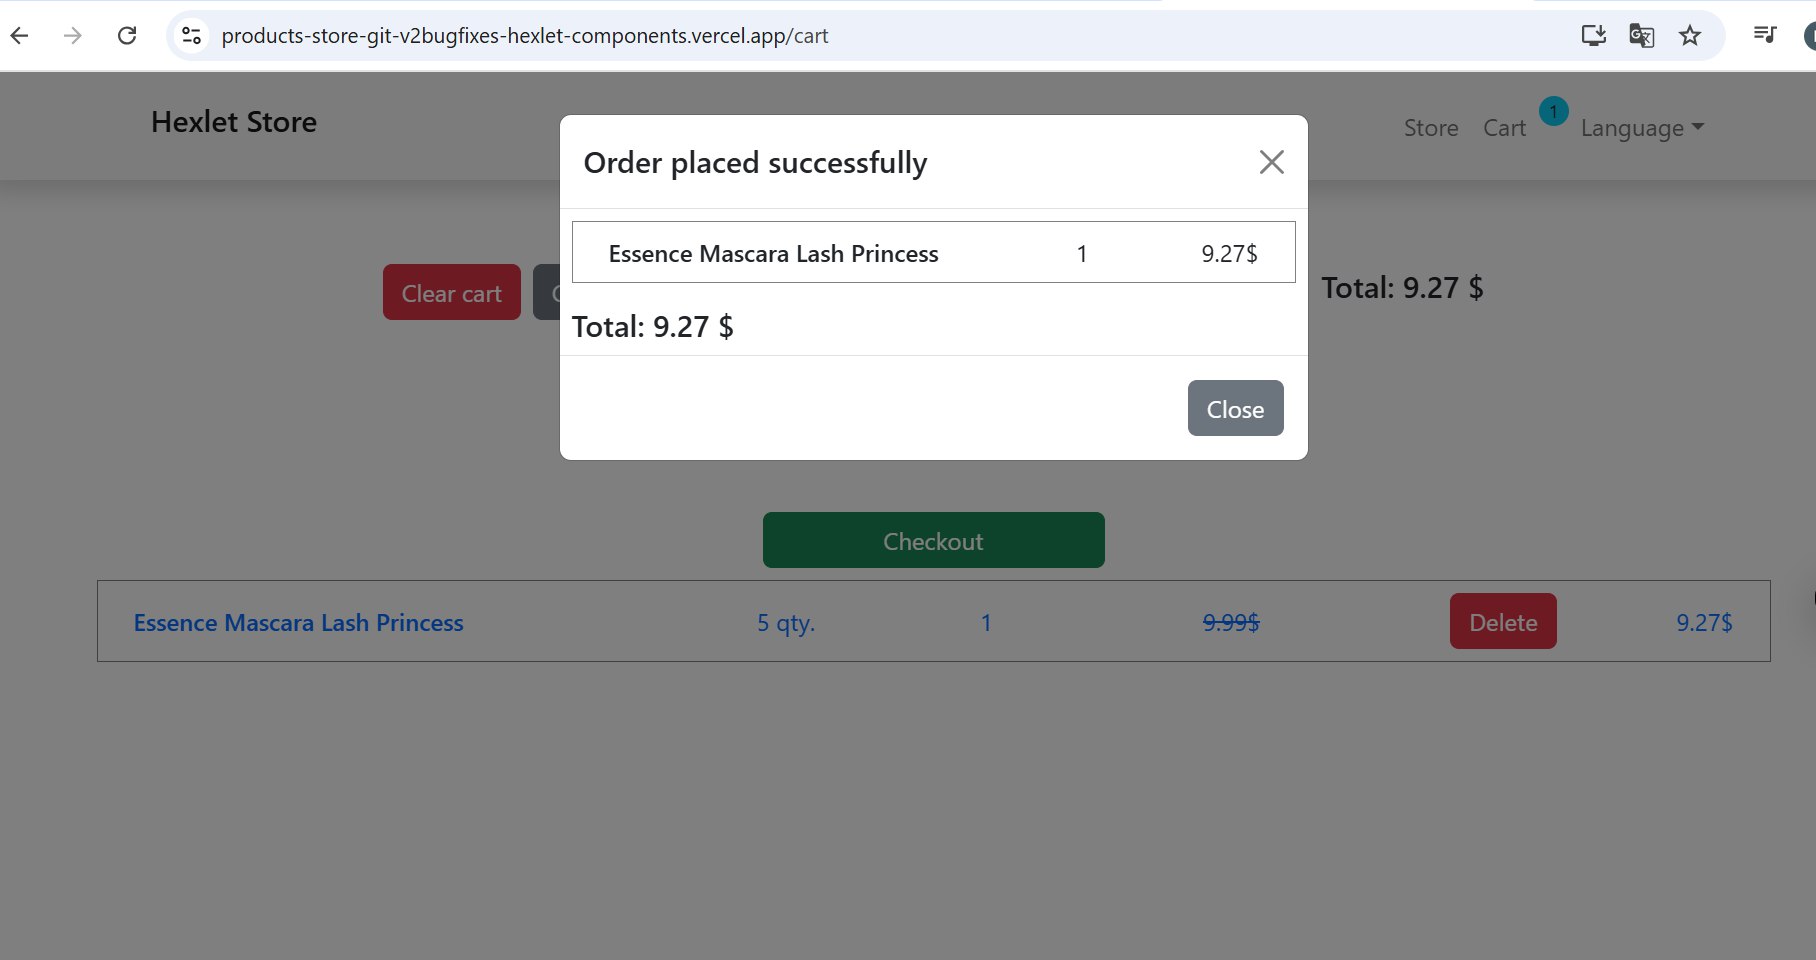 products-store-git-v2bugfixes-hexlet-components.vercel.app/cart
Hexlet Store
Store Cart 1 Language
Order placed successfully
Essence Mascara Lash Princess 1 9.27$
Clear cart
Total: 9.27 $
Total: 9.27 $
Close
Checkout
Essence Mascara Lash Princess 5 qty. 1 9.99$ Delete 9.27$